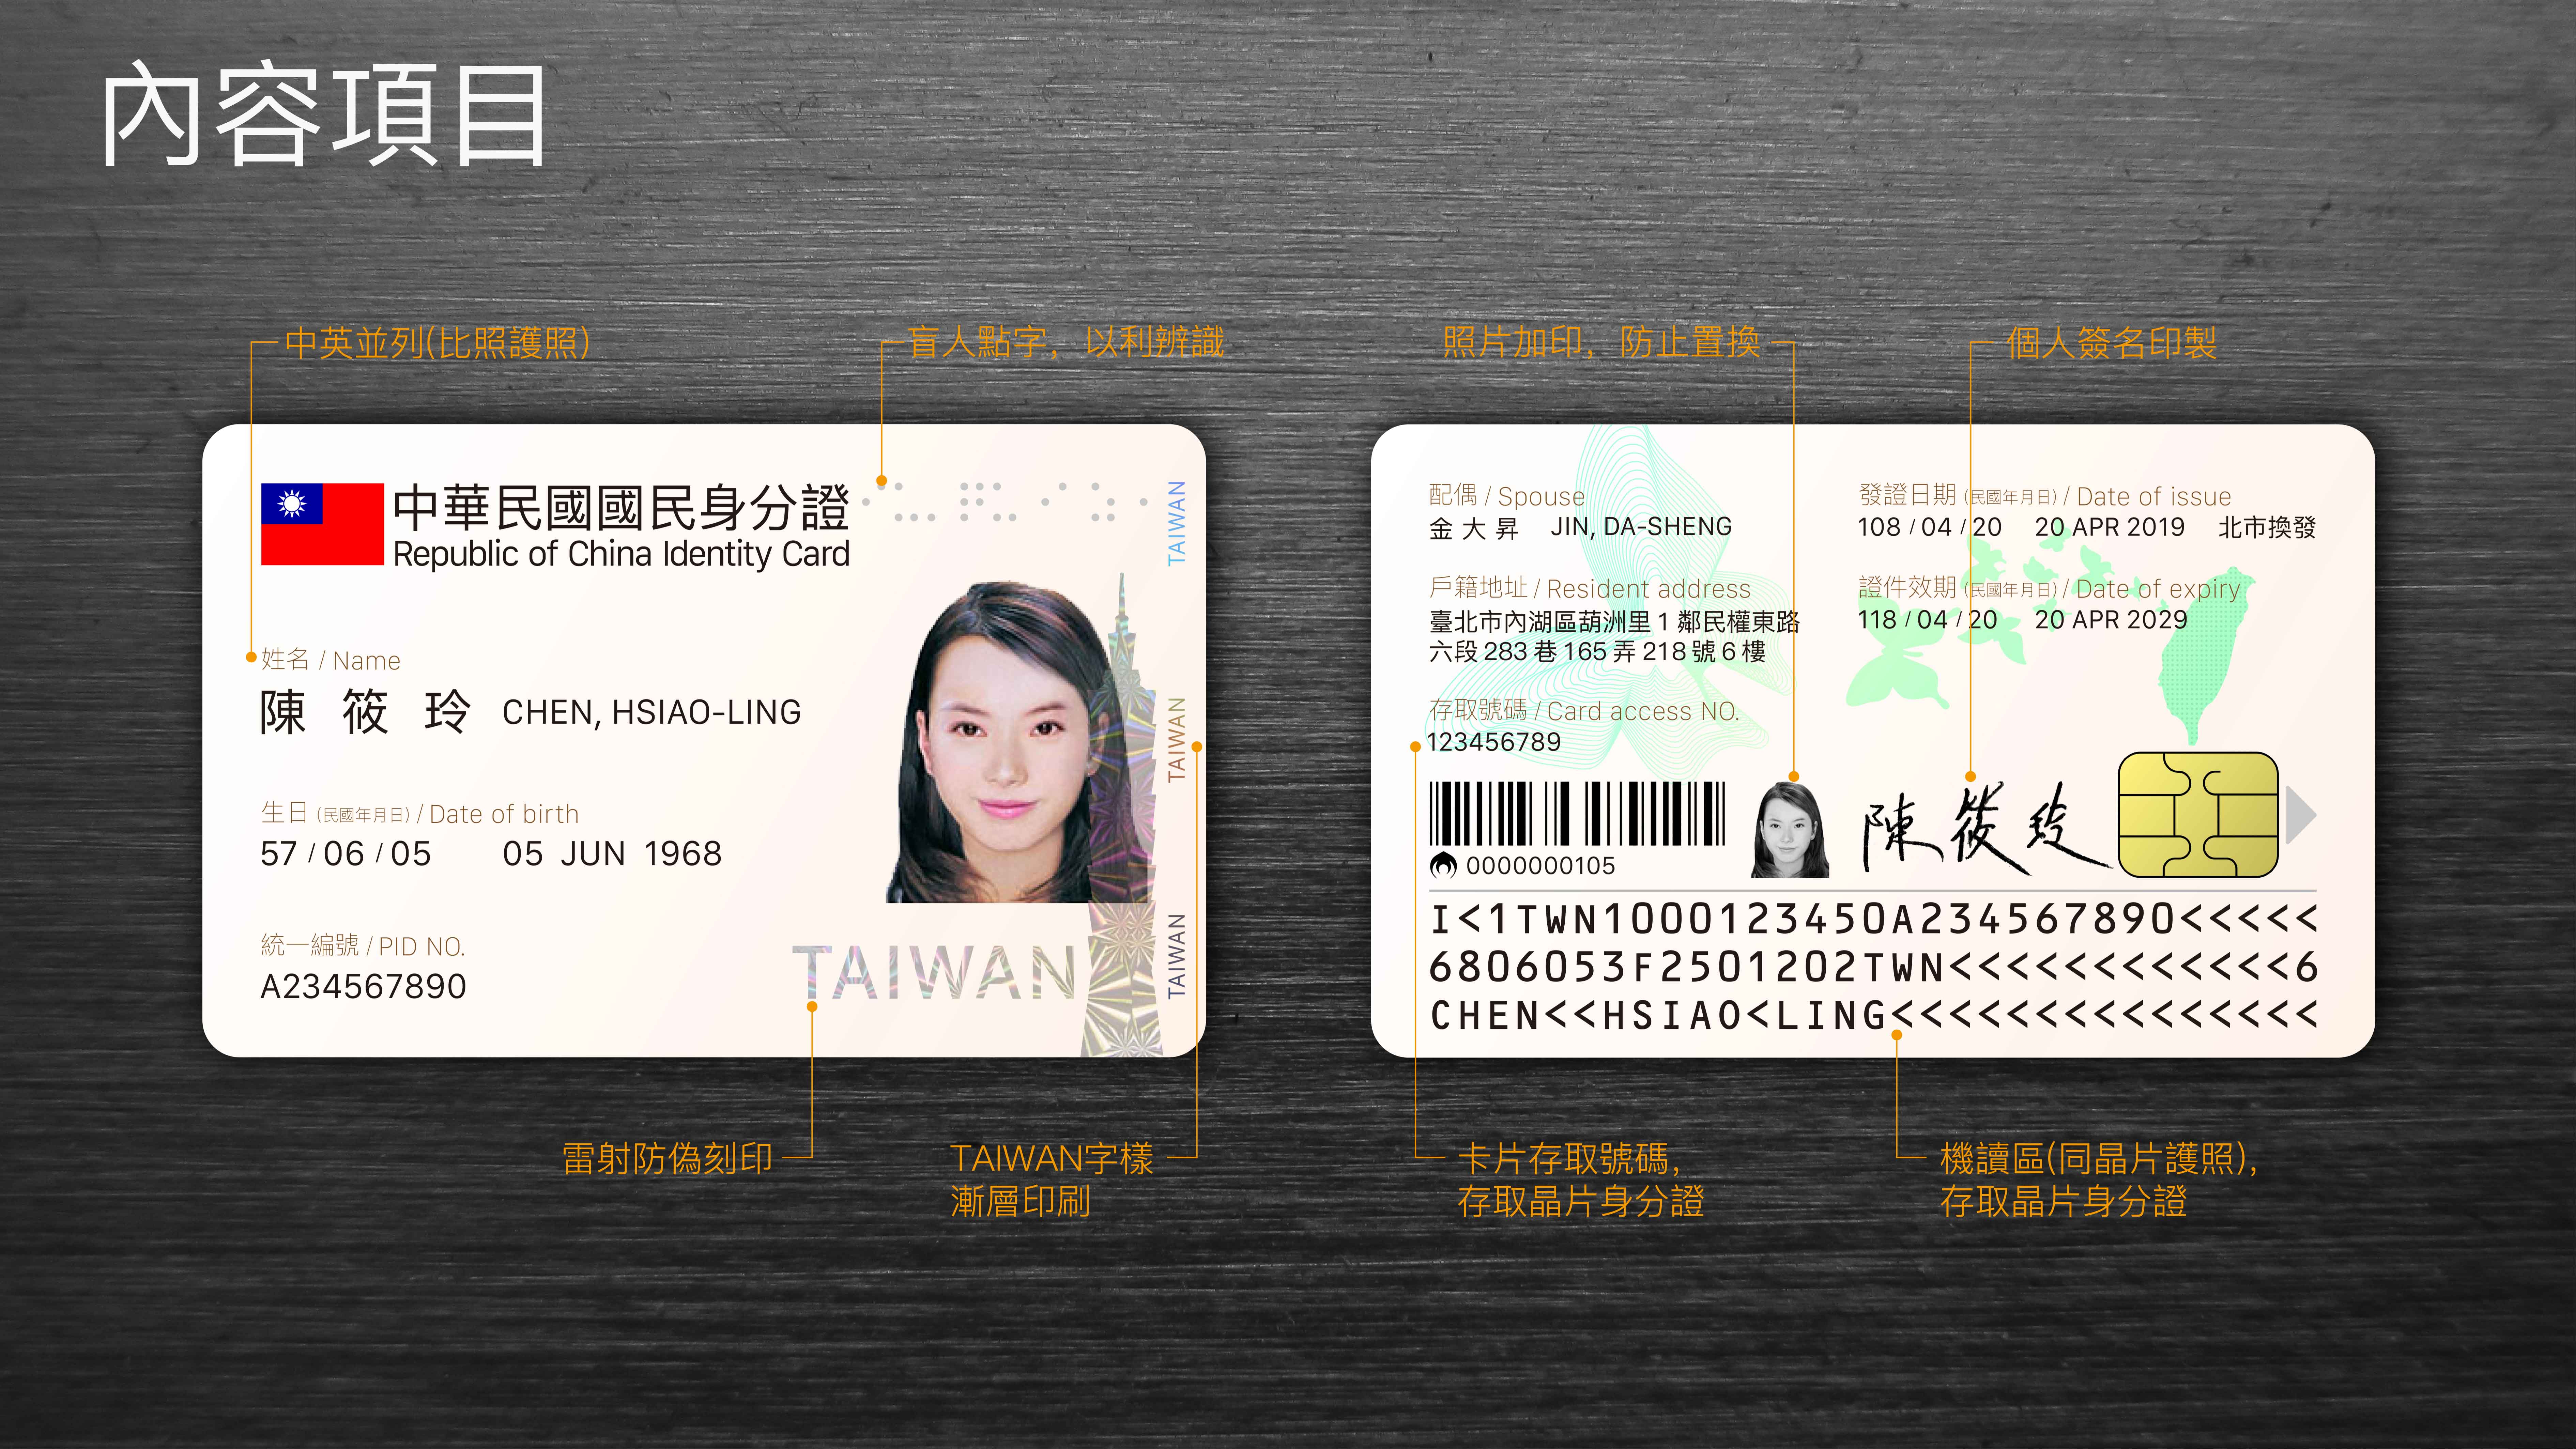 內容項目
中英並列(比照護照)
盲人點字，以利辨識
照片加印，防止置換
個人簽名印製
中華民國國民身分證
Republic of China Identity Card
TAIWAN
姓名 / Name
陳 筱 玲 CHEN, HSIAO-LING
TAIWAN
生日 (民國年月日) / Date of birth
57 / 06 / 05 05 JUN 1968
統一編號 / PID NO.
A234567890
TAIWAN
TAIWAN
配偶 / Spouse
金 大 昇 JIN, DA-SHENG
發證日期 (民國年月日) / Date of issue
108 / 04 / 20 20 APR 2019 北市換發
戶籍地址 / Resident address
臺北市內湖區葫洲里 1 鄰民權東路
六段 283 巷 165 弄 218 號 6 樓
證件效期 (民國年月日) / Date of expiry
118 / 04 / 20 20 APR 2029
存取號碼 / Card access NO.
123456789
0000000105
陳筱玲
I<1TWN1000123450A234567890<<<<<
6806053F2501202TWN<<<<<<<<<<<<6
CHEN<<HSIAO<LING<<<<<<<<<<<<<<<
雷射防偽刻印
TAIWAN字樣
漸層印刷
卡片存取號碼，
存取晶片身分證
機讀區(同晶片護照)，
存取晶片身分證